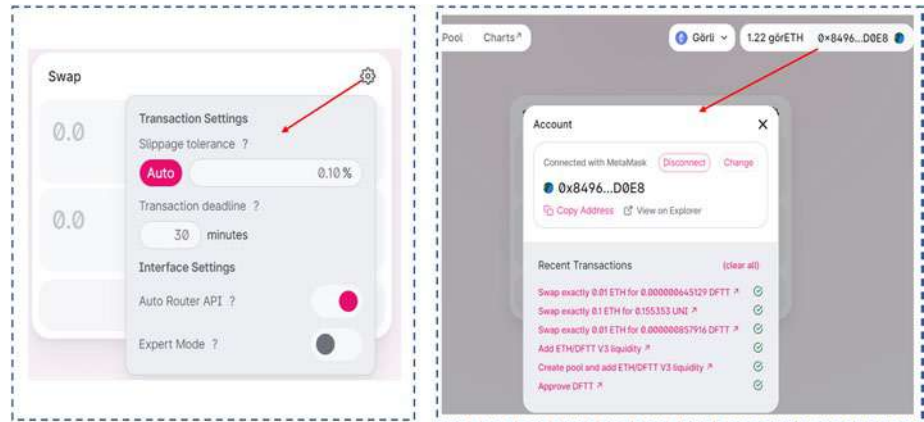 Swap
0.0
0.0
Transaction Settings
Slippage tolerance ?
Auto
0.10 %
Transaction deadline ?
30 minutes
Interface Settings
Auto Router API ?
Expert Mode ?
Pool Charts↗
Görli
1.22 görETH 0×8496...D0E8
Account X
Connected with MetaMask Disconnect Change
0x8496...D0E8
Copy Address View on Explorer
Recent Transactions (clear all)
Swap exactly 0.01 ETH for 0.000000645129 DFTT ↗
Swap exactly 0.1 ETH for 0.155353 UNI ↗
Swap exactly 0.01 ETH for 0.000000857916 DFTT ↗
Add ETH/DFTT V3 liquidity ↗
Create pool and add ETH/DFTT V3 liquidity ↗
Approve DFTT ↗